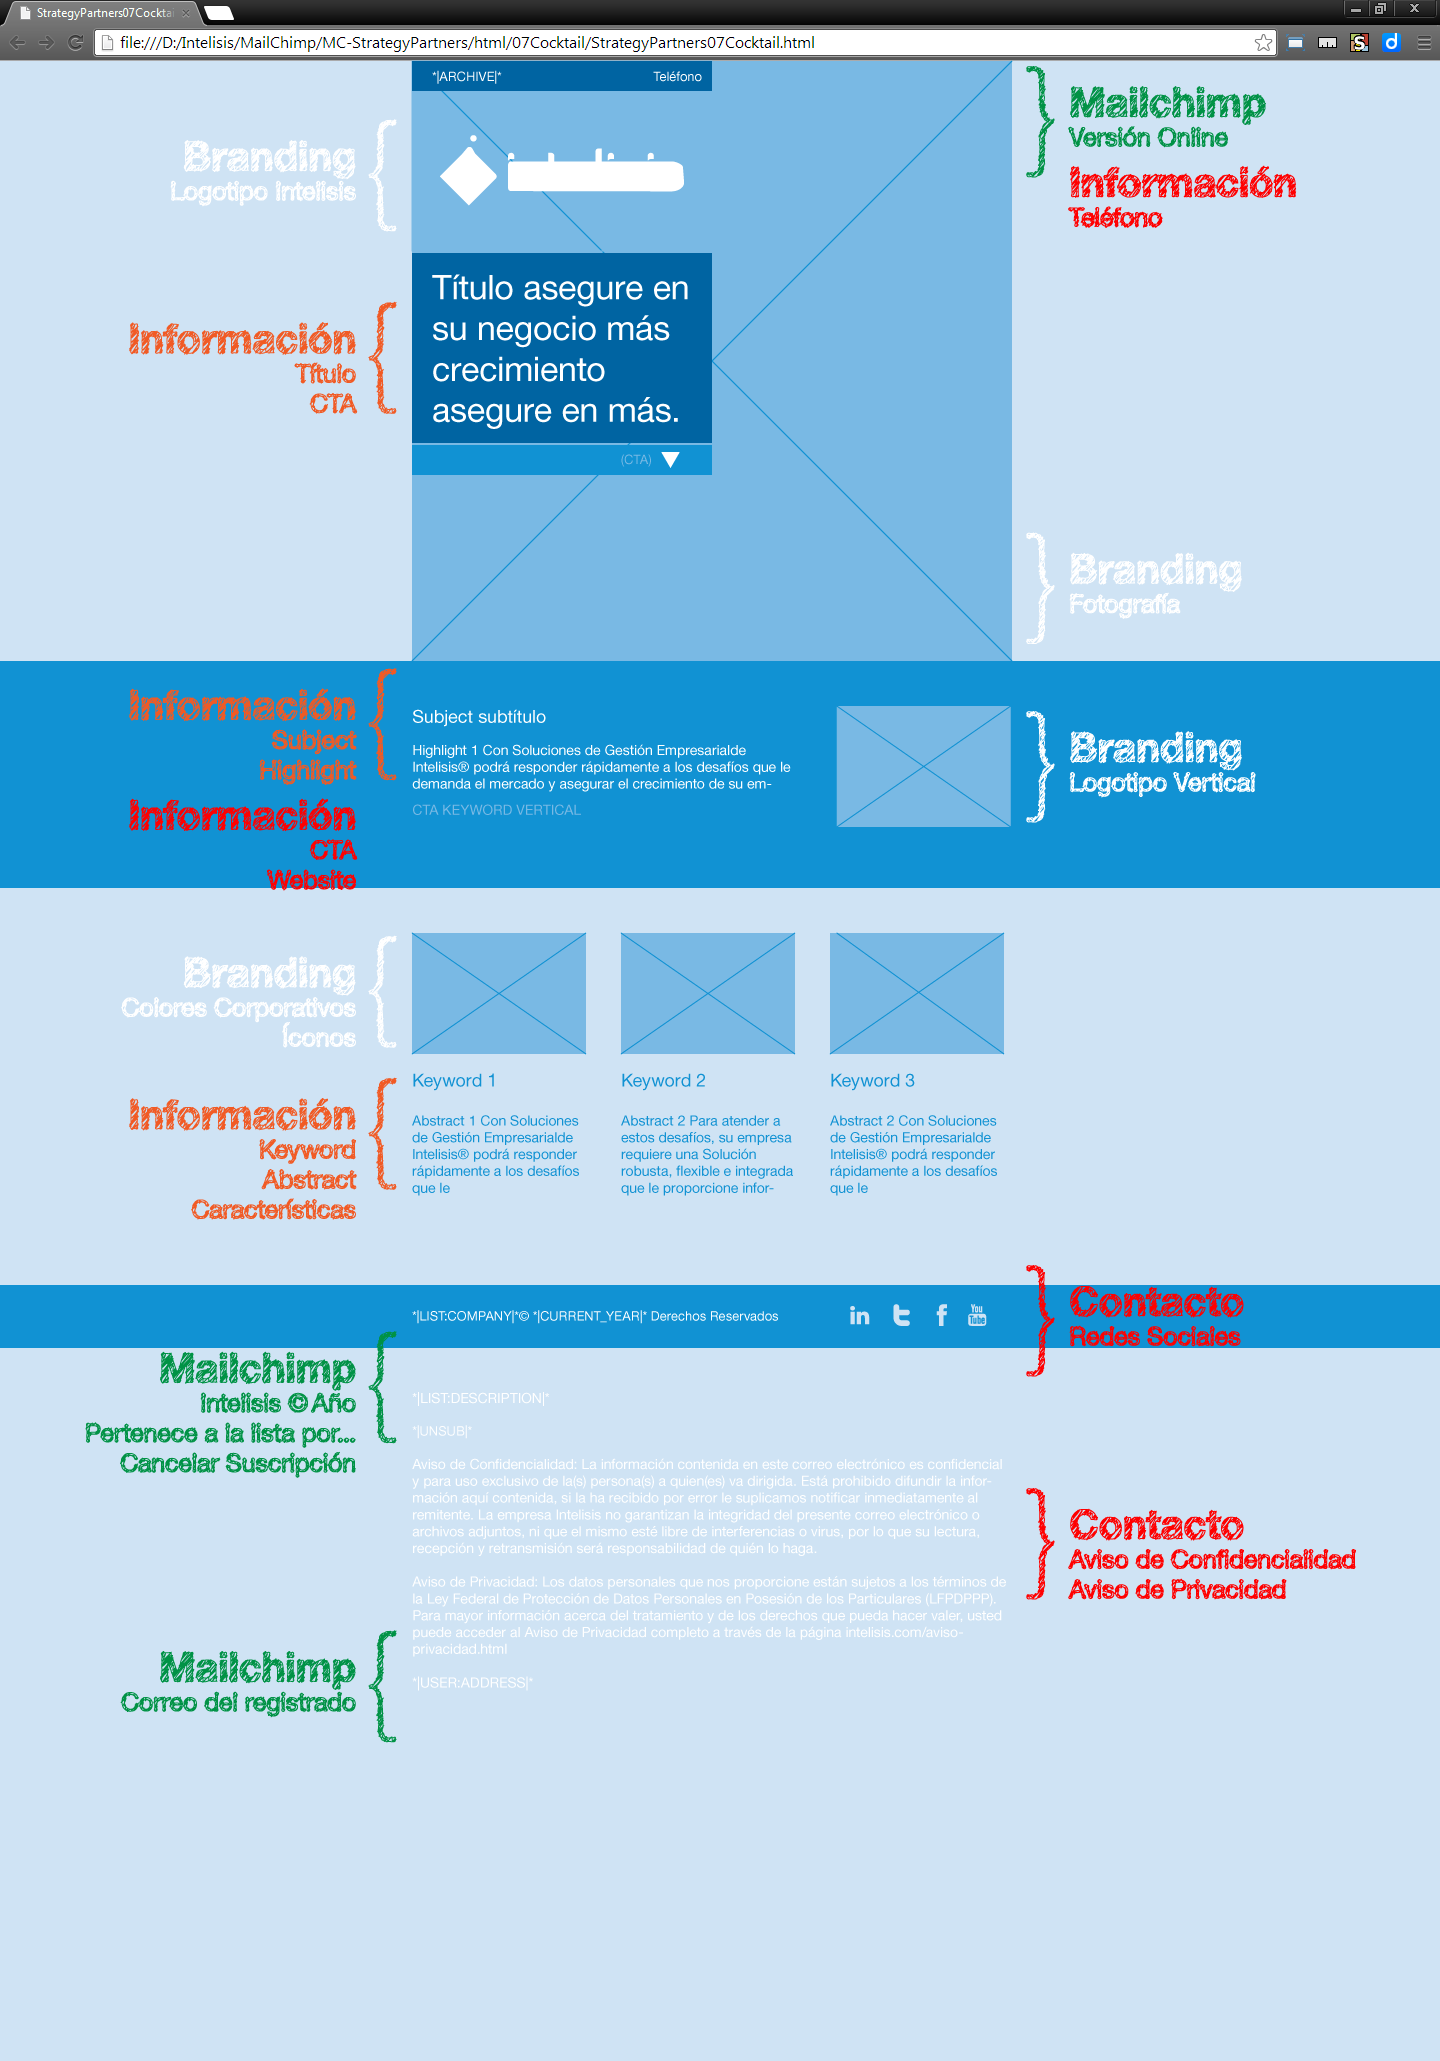 StrategyPartners07Cockta
file:///D:/Intelisis/MailChimp/MC-StrategyPartners/html/07Cocktail/StrategyPartners07Cocktail.html
*|ARCHIVE|*
Teléfono
Mailchimp
Versión Online
Información
Teléfono
Branding
Logotipo Intelisis
Título asegure en
su negocio más
crecimiento
asegure en más.
(CTA)
Información
Título
CTA
Branding
Fotografía
Información
Subject
Highlight
Información
CTA
Website
Subject subtítulo
Highlight 1 Con Soluciones de Gestión Empresarialde
Intelisis® podrá responder rápidamente a los desafíos que le
demanda el mercado y asegurar el crecimiento de su em-
CTA KEYWORD VERTICAL
Branding
Logotipo Vertical
Branding
Colores Corporativos
Íconos
Información
Keyword
Abstract
Características
Keyword 1
Abstract 1 Con Soluciones
de Gestión Empresarialde
Intelisis® podrá responder
rápidamente a los desafíos
que le
Keyword 2
Abstract 2 Para atender a
estos desafíos, su empresa
requiere una Solución
robusta, flexible e integrada
que le proporcione infor-
Keyword 3
Abstract 2 Con Soluciones
de Gestión Empresarialde
Intelisis® podrá responder
rápidamente a los desafíos
que le
*|LIST:COMPANY|*© *|CURRENT_YEAR|* Derechos Reservados
in
You
Tube
Contacto
Redes Sociales
Mailchimp
Intelisis © Año
Pertenece a la lista por...
Cancelar Suscripción
*|LIST:DESCRIPTION|*
*|UNSUB|*
Aviso de Confidencialidad: La información contenida en este correo electrónico es confidencial
y para uso exclusivo de la(s) persona(s) a quien(es) va dirigida. Está prohibido difundir la infor-
mación aquí contenida, si la ha recibido por error le suplicamos notificar inmediatamente al
remitente. La empresa Intelisis no garantizan la integridad del presente correo electrónico o
archivos adjuntos, ni que el mismo esté libre de interferencias o virus, por lo que su lectura,
recepción y retransmisión será responsabilidad de quién lo haga.
Aviso de Privacidad: Los datos personales que nos proporcione están sujetos a los términos de
la Ley Federal de Protección de Datos Personales en Posesión de los Particulares (LFPDPPP).
Para mayor información acerca del tratamiento y de los derechos que pueda hacer valer, usted
puede acceder al Aviso de Privacidad completo a través de la página intelisis.com/aviso-
privacidad.html
*|USER:ADDRESS|*
Contacto
Aviso de Confidencialidad
Aviso de Privacidad
Mailchimp
Correo del registrado